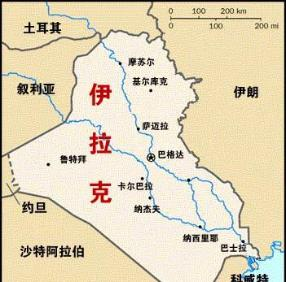 0 100 200 km
0 100 200 mi
土耳其
摩苏尔
基尔库克
叙利亚
伊拉克
伊朗
萨迈拉
巴格达
鲁特拜
卡尔巴拉
纳杰夫
约旦
纳西里耶
巴士拉
沙特阿拉伯
科威特